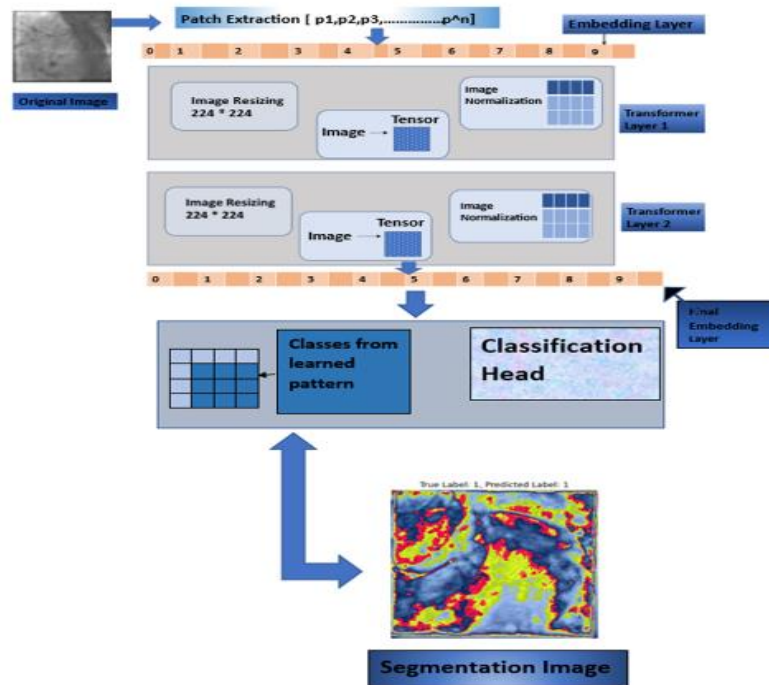 Patch Extraction [ p1,p2,p3,...............p^n]
Embedding Layer
0 1 2 3 4 5 6 7 8 9
Original Image
Image Resizing
224 * 224
Image
Normalization
Tensor
Image
Transformer
Layer 1
Image Resizing
224 * 224
Image
Normalization
Tensor
Image
Transformer
Layer 2
0 1 2 3 4 5 6 7 8 9
Final
Embedding
Layer
Classes from
learned
pattern
Classification
Head
True Label: 1, Predicted Label: 1
Segmentation Image